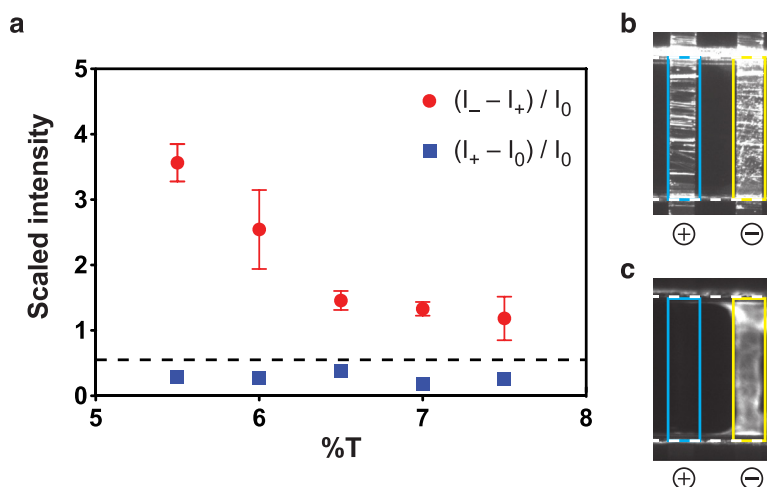 a
5
4
3
2
1
0
5
6
7
8
Scaled intensity
%T
(I₋ – I₊) / I₀
(I₊ – I₀) / I₀
b
+ −
c
+ −